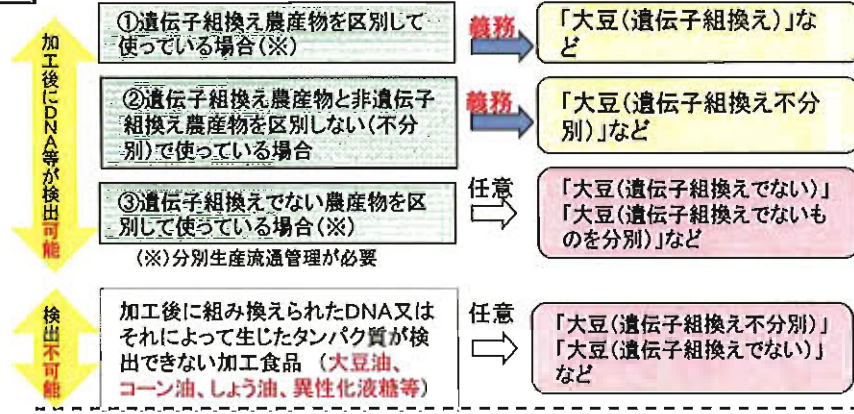 加工後にDNA等が検出可能
①遺伝子組換え農産物を区別して
使っている場合(※)
義務
「大豆(遺伝子組換え)」な
ど
②遺伝子組換え農産物と非遺伝子
組換え農産物を区別しない(不分
別)で使っている場合
義務
「大豆(遺伝子組換え不分
別)」など
③遺伝子組換えでない農産物を区
別して使っている場合(※)
任意
「大豆(遺伝子組換えでない)」
「大豆(遺伝子組換えでないも
のを分別)」など
(※)分別生産流通管理が必要
検出不可能
加工後に組み換えられたDNA又は
それによって生じたタンパク質が検
出できない加工食品 (大豆油、
コーン油、しょう油、異性化液糖等)
任意
「大豆(遺伝子組換え不分別)」
「大豆(遺伝子組換えでない)」
など